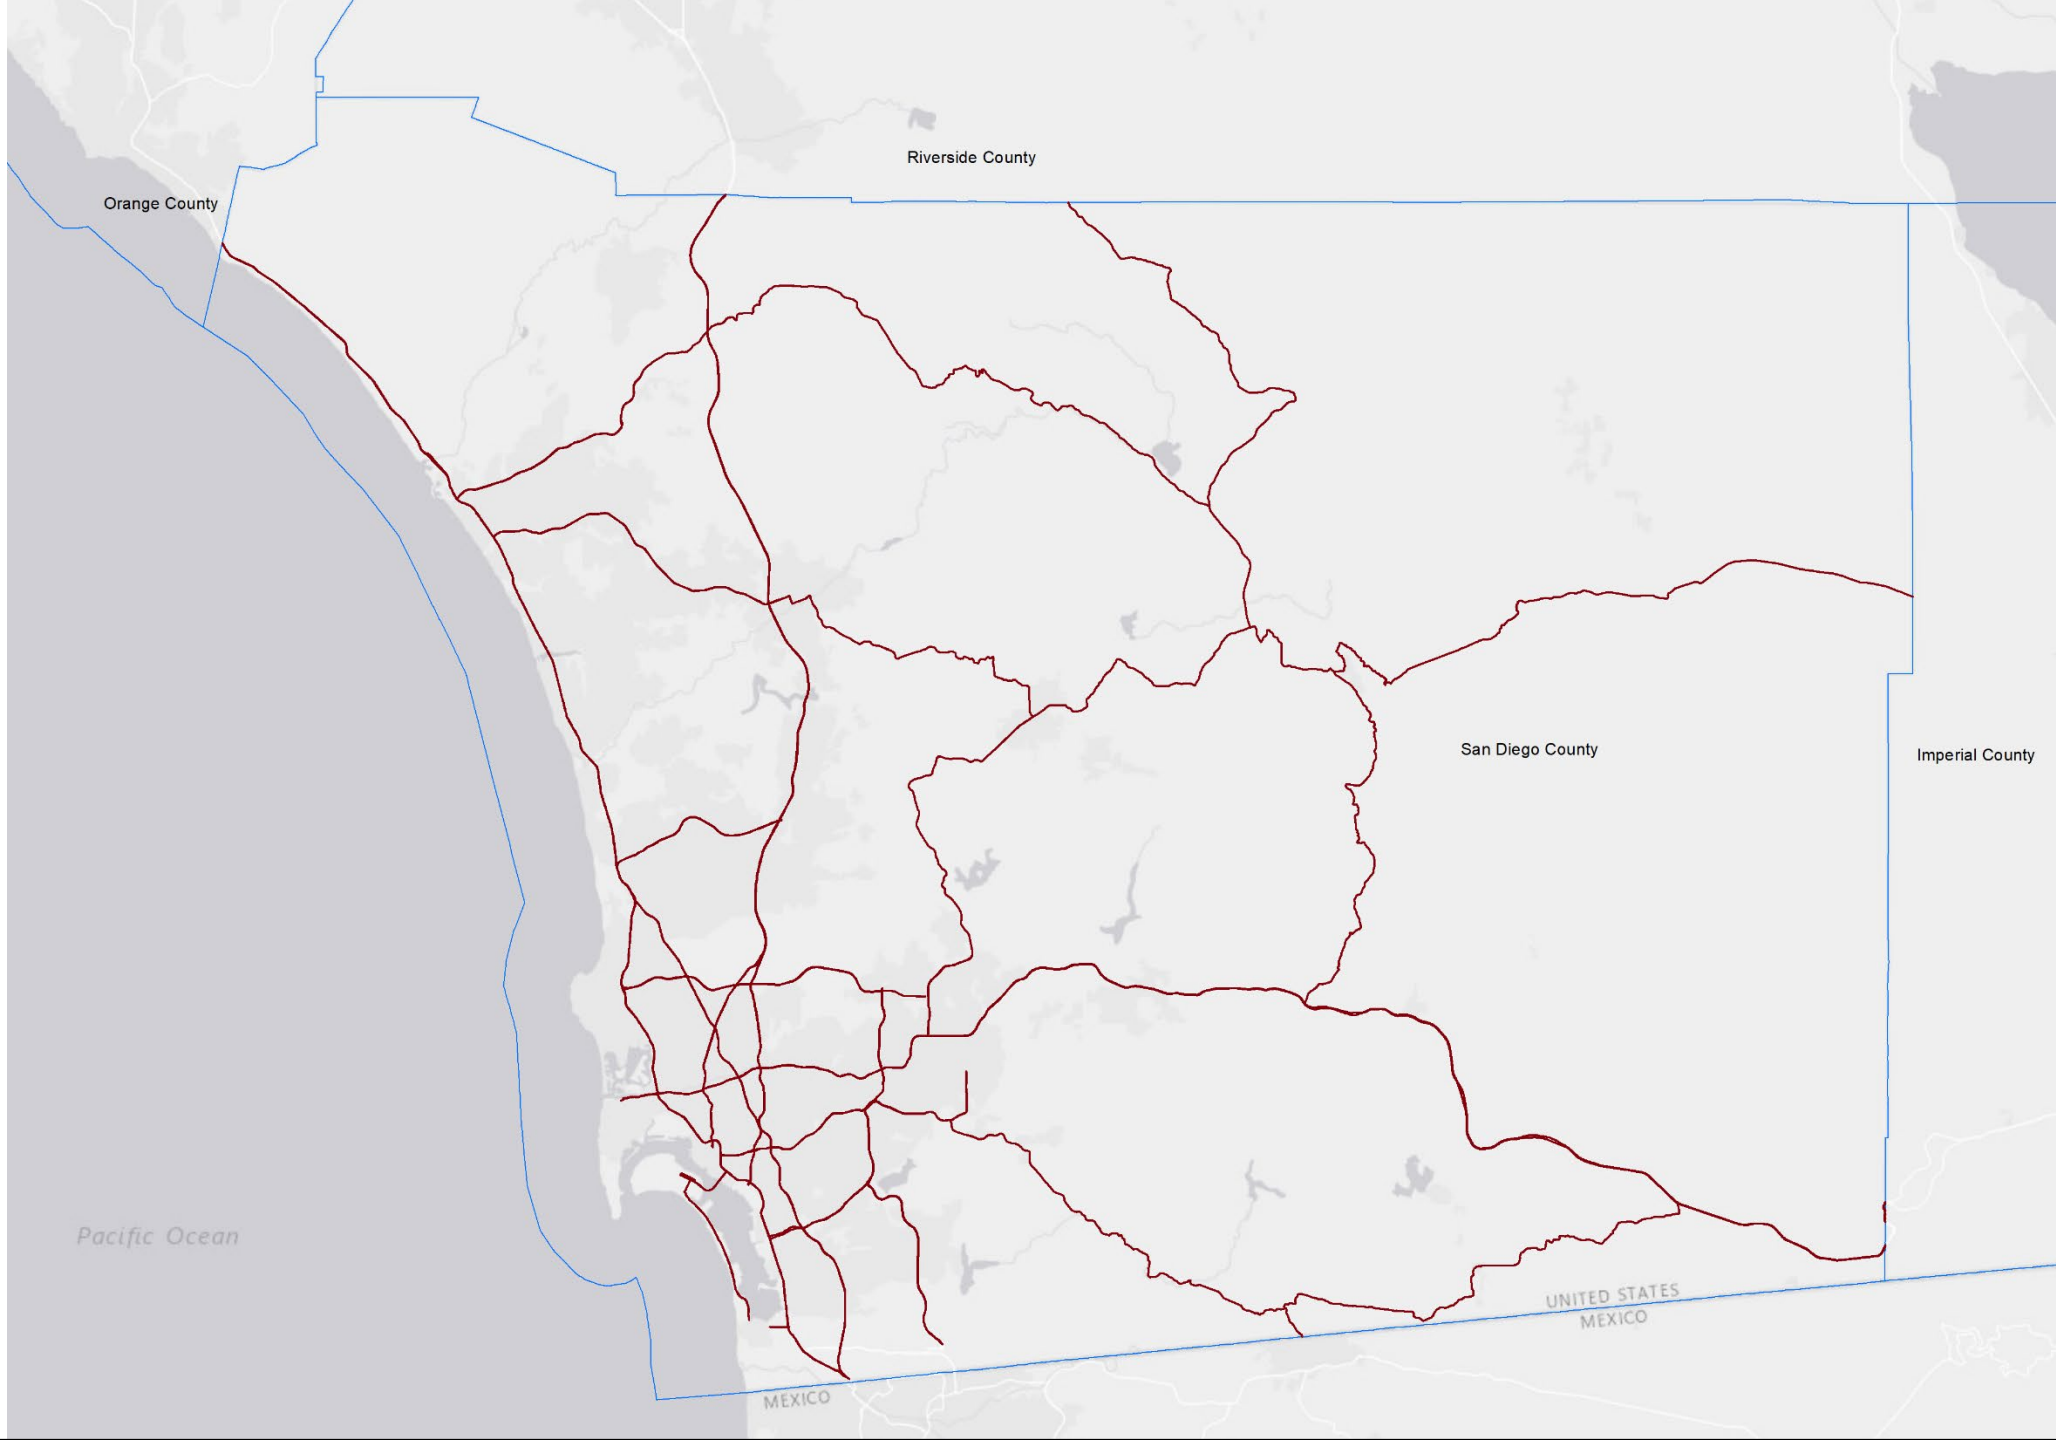 Riverside County
Orange County
San Diego County
Imperial County
Pacific Ocean
UNITED STATES
MEXICO
MEXICO